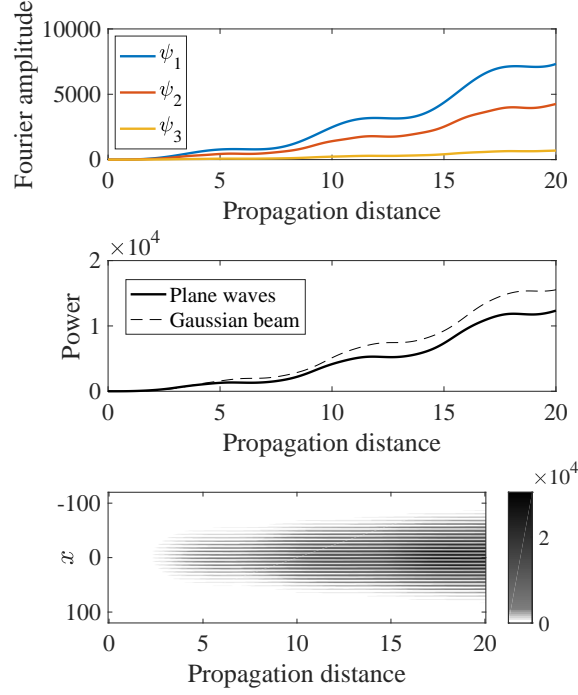 10000
5000
0
Fourier amplitude
ψ1
ψ2
ψ3
0 5 10 15 20
Propagation distance
×10^4
2
1
0
Power
Plane waves
Gaussian beam
0 5 10 15 20
Propagation distance
-100
0
100
x
0 5 10 15 20
Propagation distance
×10^4
2
0